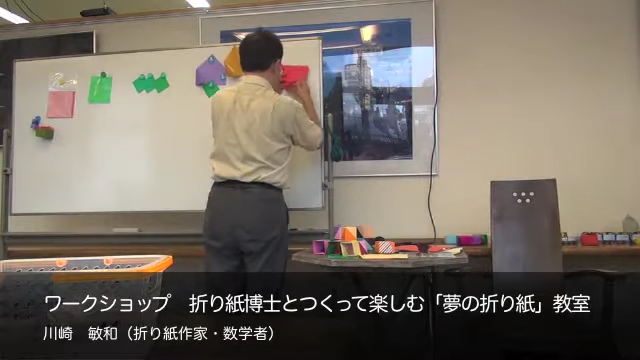 ワークショップ　折り紙博士とつくって楽しむ「夢の折り紙」教室
川崎　敏和（折り紙作家・数学者）